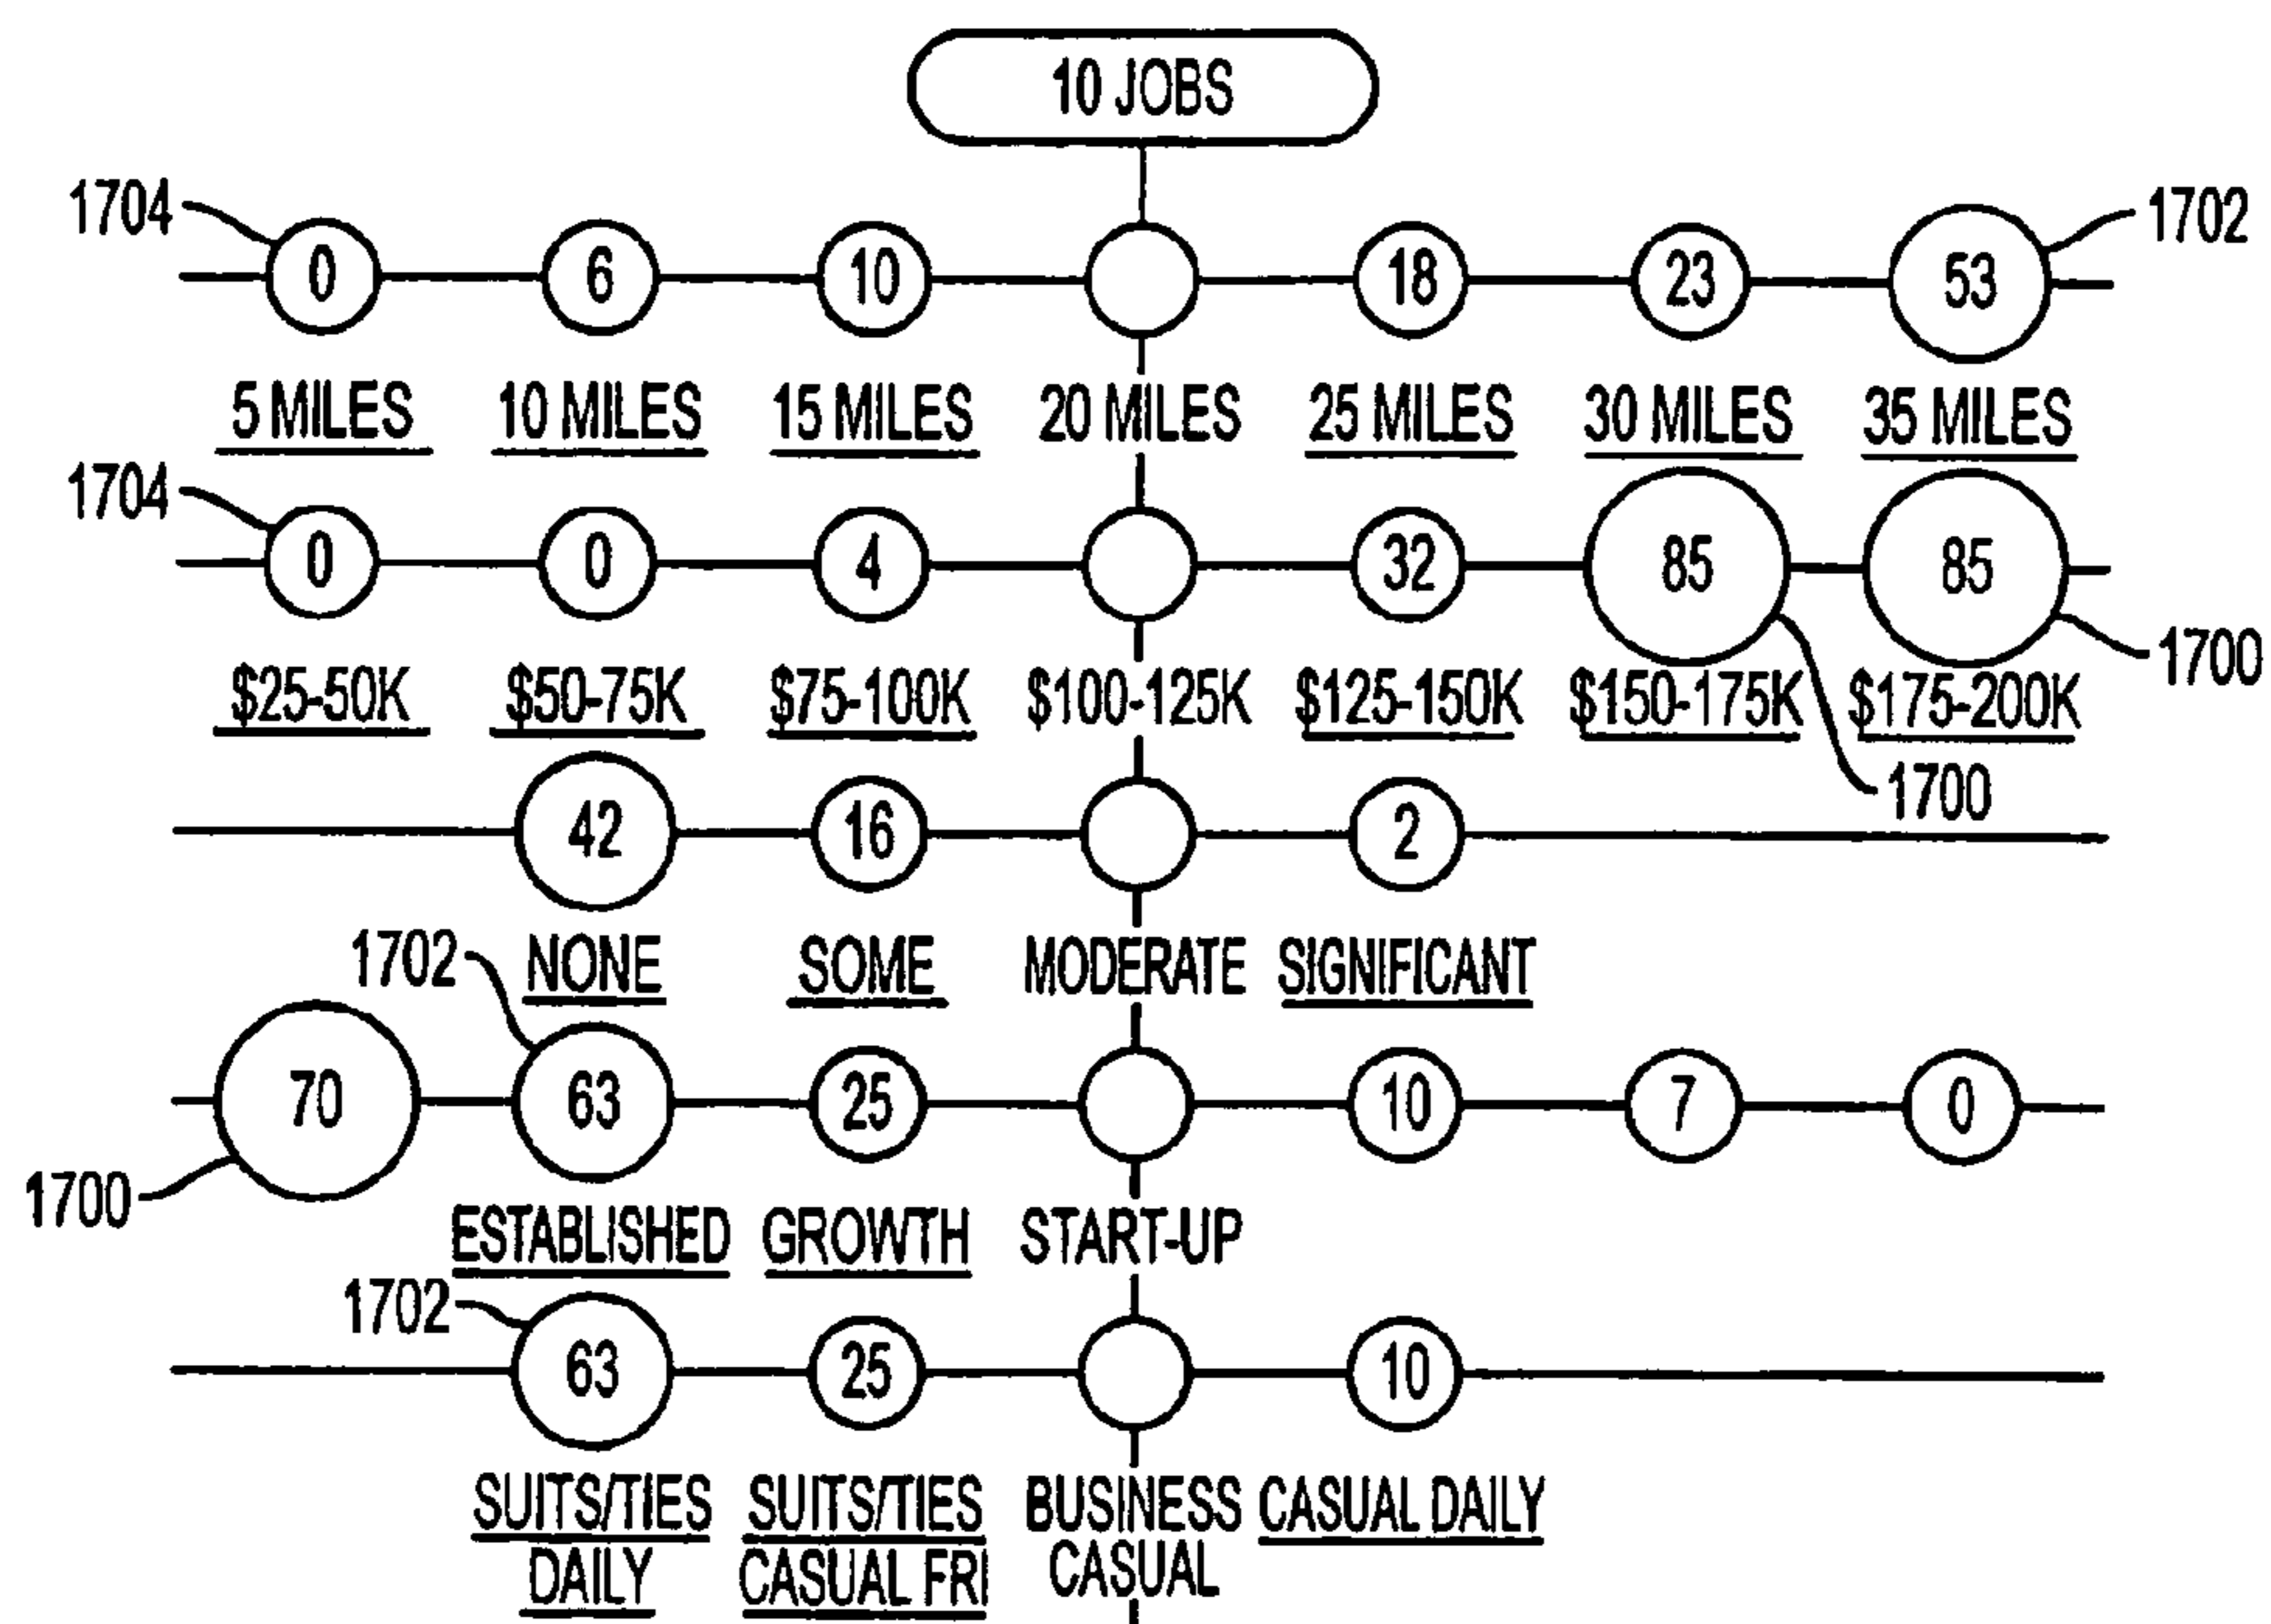 10 JOBS
1704 0 6 10 18 23 53 1702
5 MILES 10 MILES 15 MILES 20 MILES 25 MILES 30 MILES 35 MILES
1704 0 0 4 32 85 85 1700
$25-50K $50-75K $75-100K $100-125K $125-150K $150-175K $175-200K
1700
42 16 2
1702 NONE SOME MODERATE SIGNIFICANT
70 63 25 10 7 0
1700
ESTABLISHED GROWTH START-UP
1702
63 25 10
SUITS/TIES SUITS/TIES BUSINESS CASUAL DAILY
DAILY CASUAL FRI CASUAL